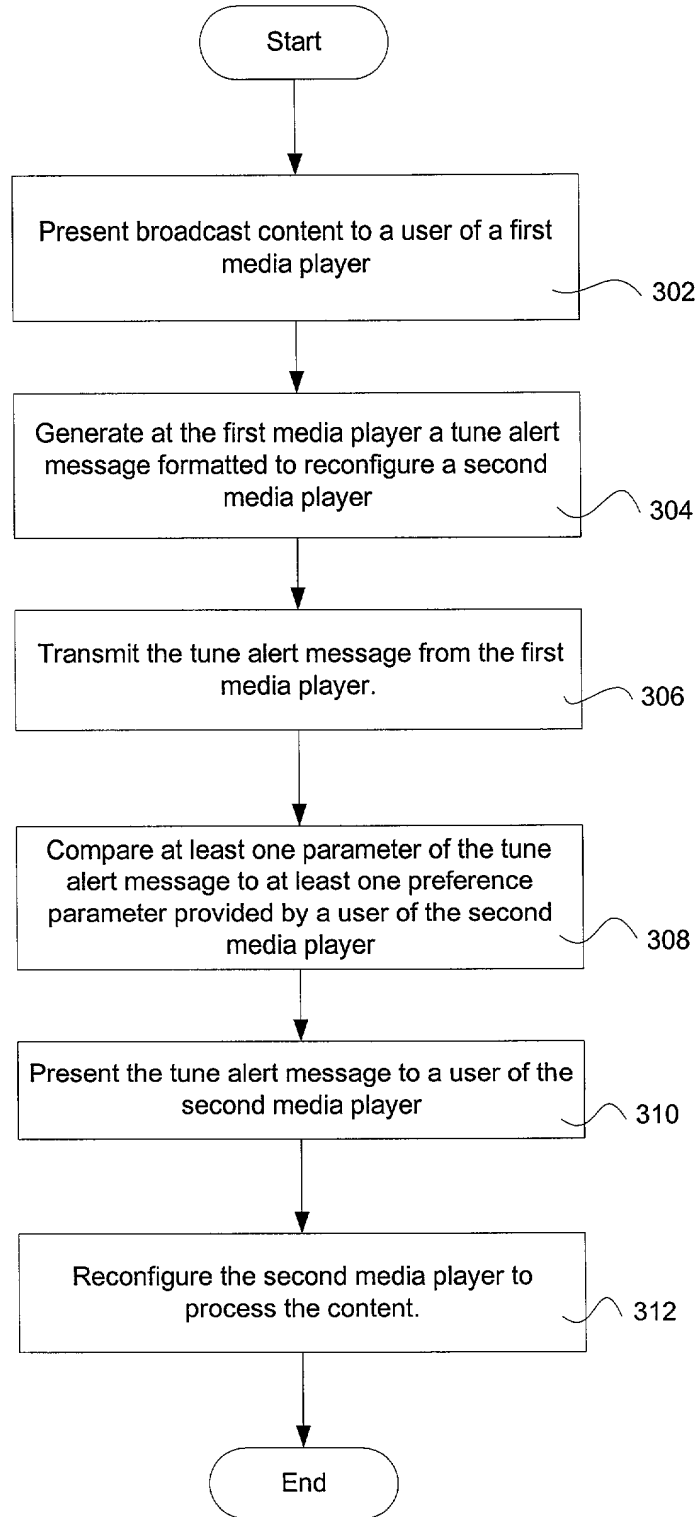 Start
Present broadcast content to a user of a first
media player
302
Generate at the first media player a tune alert
message formatted to reconfigure a second
media player
304
Transmit the tune alert message from the first
media player.
306
Compare at least one parameter of the tune
alert message to at least one preference
parameter provided by a user of the second
media player
308
Present the tune alert message to a user of the
second media player
310
Reconfigure the second media player to
process the content.
312
End